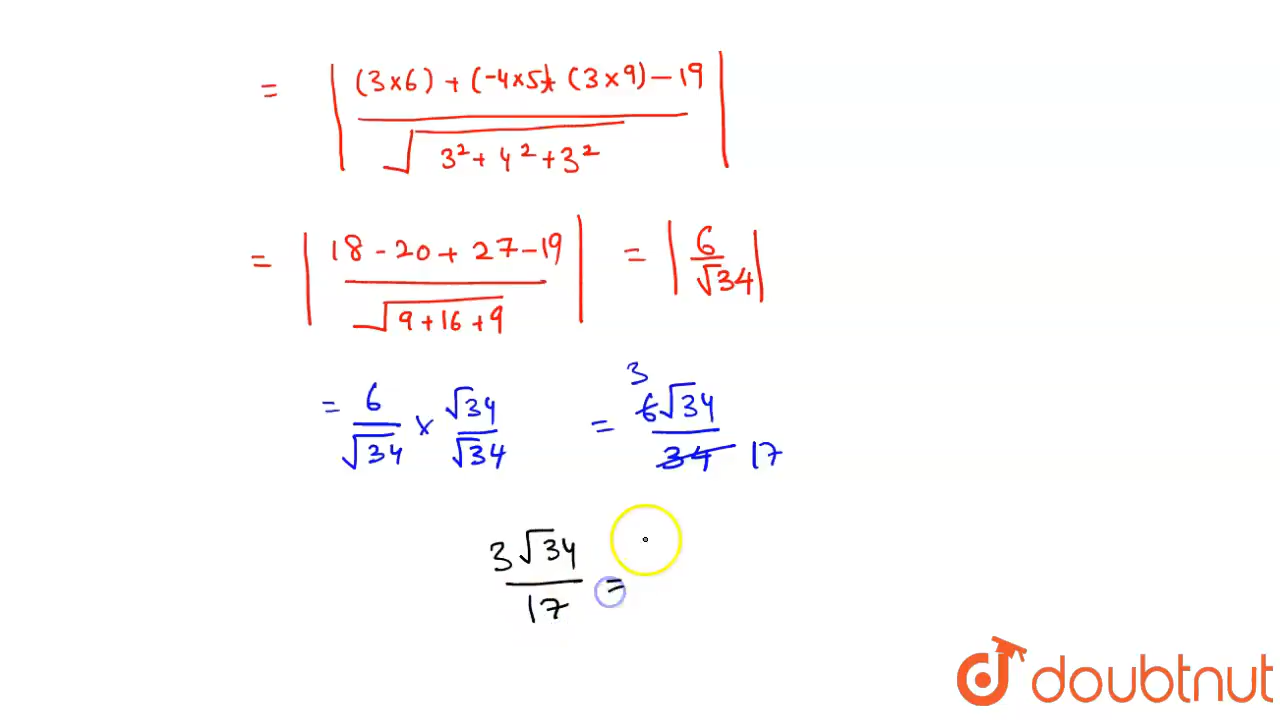 = | (3×6) + (-4×5)+ (3×9) - 19 / √3² + 4² + 3² |
= | 18 - 20 + 27 - 19 / √9 + 16 + 9 | = | 6 / √34 |
= 6 / √34 × √34 / √34 = 3 6√34 / 34 17
3√34 / 17 =
doubtnut